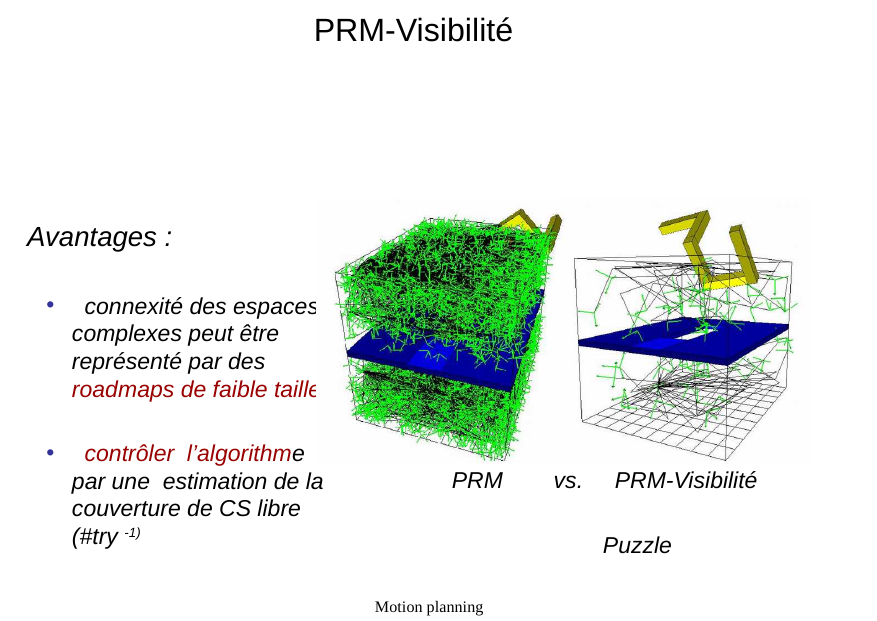 PRM-Visibilité
Avantages :
• connexité des espaces
complexes peut être
représenté par des
roadmaps de faible taille
• contrôler l’algorithme
par une estimation de la
couverture de CS libre
(#try -1)
PRM vs. PRM-Visibilité
Puzzle
Motion planning